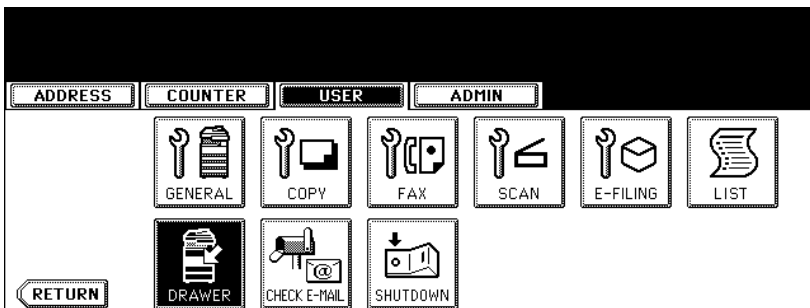 ADDRESS COUNTER USER ADMIN
GENERAL COPY FAX SCAN E-FILING LIST
@
RETURN DRAWER CHECK E-MAIL SHUTDOWN